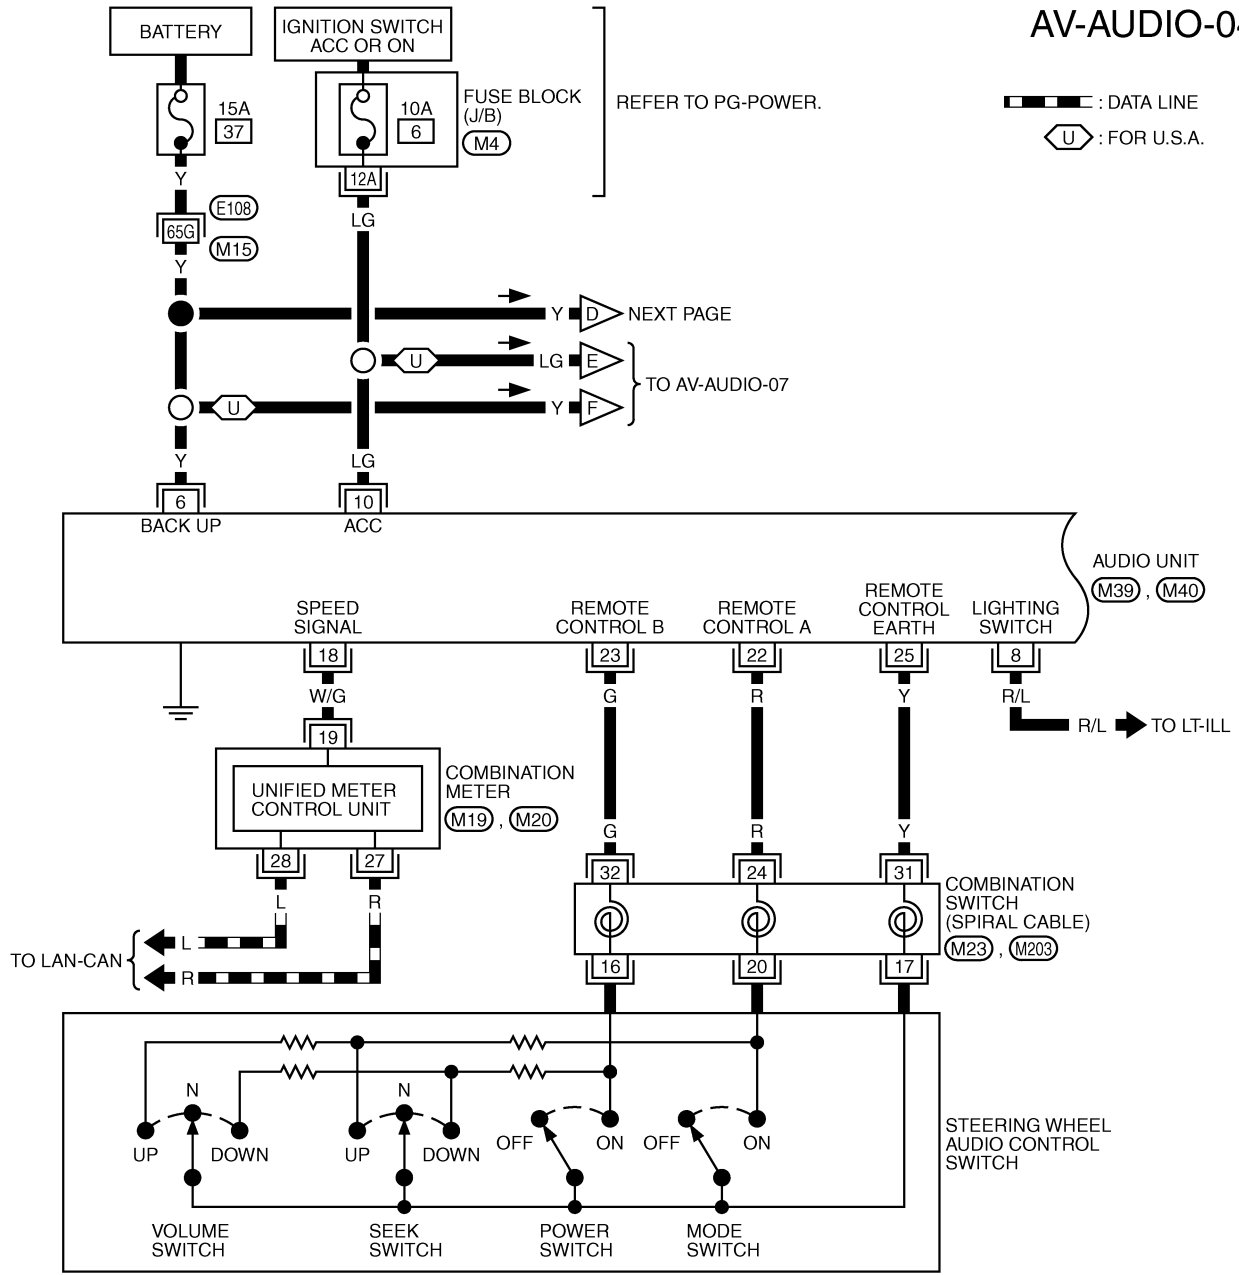 AV-AUDIO-04
BATTERY
IGNITION SWITCH
ACC OR ON
15A
37
10A
6
FUSE BLOCK
(J/B)
M4
REFER TO PG-POWER.
: DATA LINE
U : FOR U.S.A.
Y
12A
E108
LG
65G
M15
Y
Y D NEXT PAGE
U LG E
TO AV-AUDIO-07
U Y F
Y
LG
6
10
BACK UP
ACC
AUDIO UNIT
M39 , M40
SPEED
SIGNAL
REMOTE
CONTROL B
REMOTE
CONTROL A
REMOTE
CONTROL
EARTH
LIGHTING
SWITCH
18
23
22
25
8
W/G
G
R
Y
R/L
R/L
TO LT-ILL
19
UNIFIED METER
CONTROL UNIT
COMBINATION
METER
M19 , M20
G
R
Y
28
27
32
24
31
L
R
COMBINATION
SWITCH
(SPIRAL CABLE)
M23 , M203
TO LAN-CAN
L
R
16
20
17
N
N
UP
DOWN
UP
DOWN
OFF
ON
OFF
ON
STEERING WHEEL
AUDIO CONTROL
SWITCH
VOLUME
SWITCH
SEEK
SWITCH
POWER
SWITCH
MODE
SWITCH